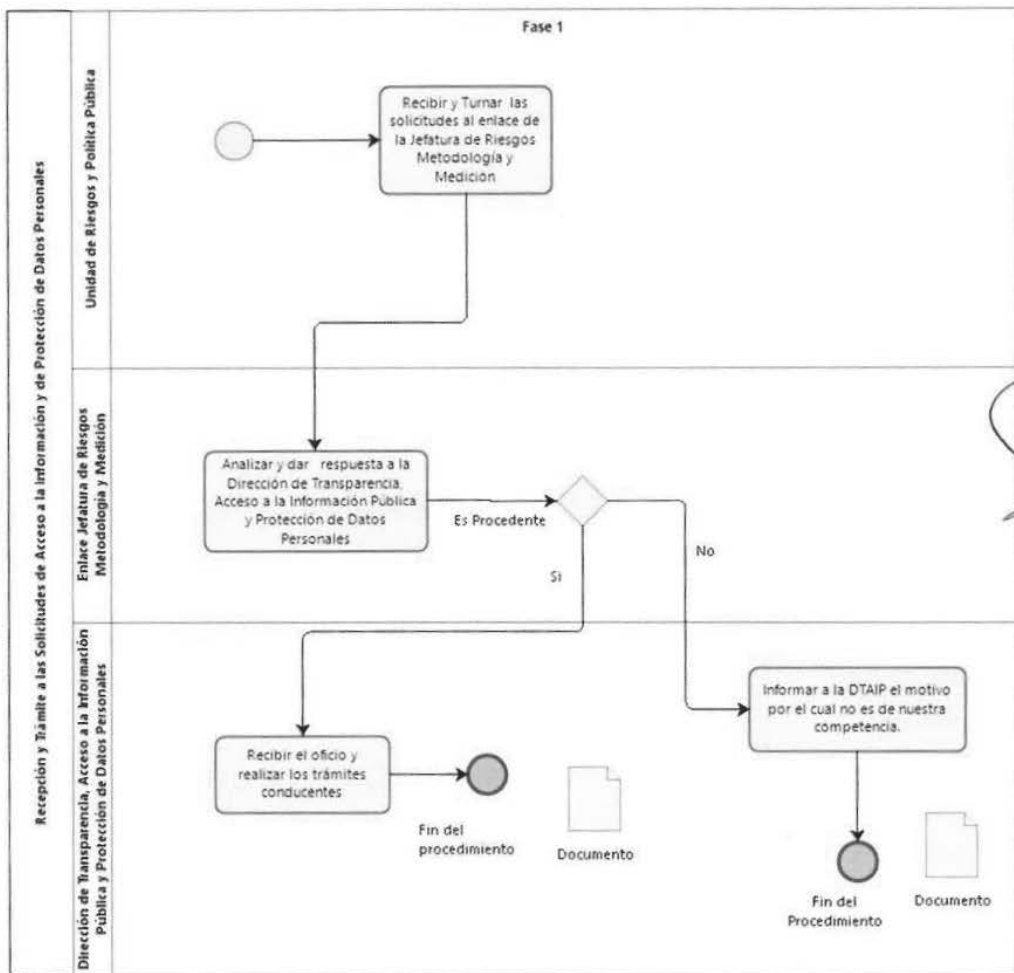 Fase 1
Recepción y Trámite a las Solicitudes de Acceso a la Información y de Protección de Datos Personales
Unidad de Riesgos y Política Pública
Recibir y Turnar las
solicitudes al enlace de
la Jefatura de Riesgos
Metodología y
Medición
Enlace Jefatura de Riesgos
Metodología y Medición
Analizar y dar respuesta a la
Dirección de Transparencia,
Acceso a la Información Pública
y Protección de Datos
Personales
Es Procedente
Si
No
Dirección de Transparencia, Acceso a la Información
Pública y Protección de Datos Personales
Recibir el oficio y
realizar los trámites
conducentes
Fin del
procedimiento
Documento
Informar a la DTAIP el motivo
por el cual no es de nuestra
competencia.
Fin del
Procedimiento
Documento